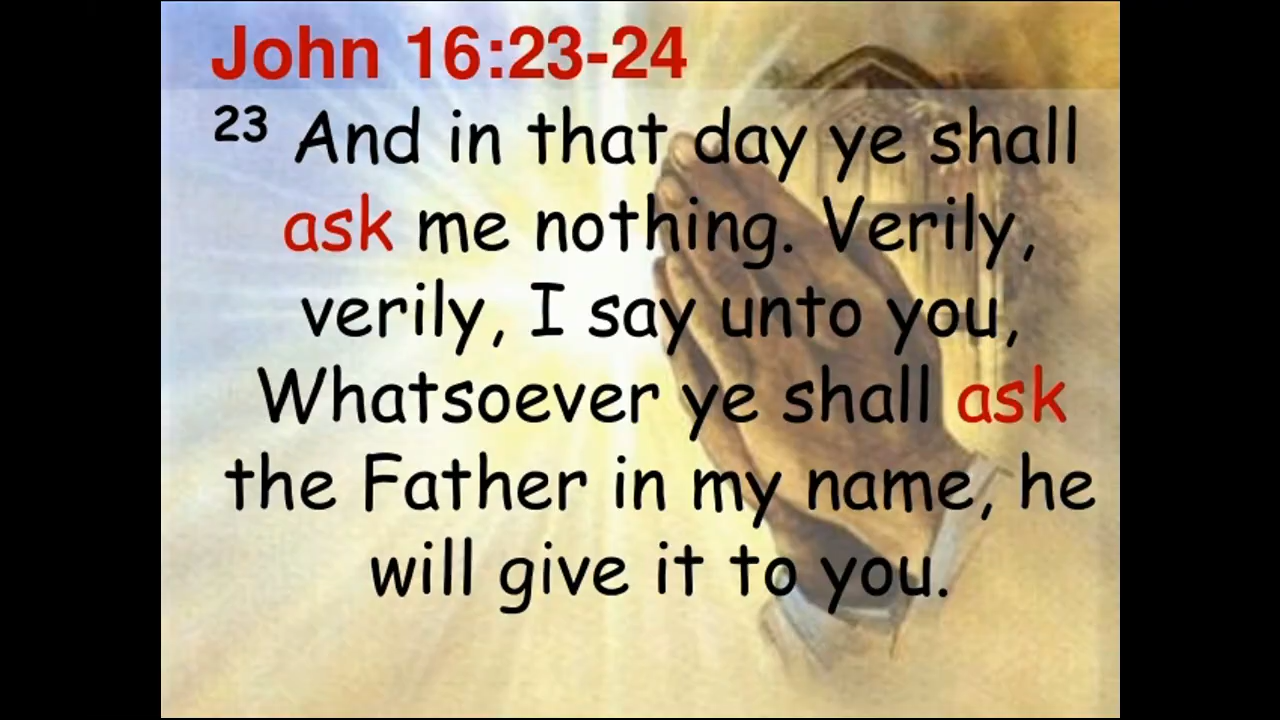 John 16:23-24
23 And in that day ye shall
ask me nothing. Verily,
verily, I say unto you,
Whatsoever ye shall ask
the Father in my name, he
will give it to you.